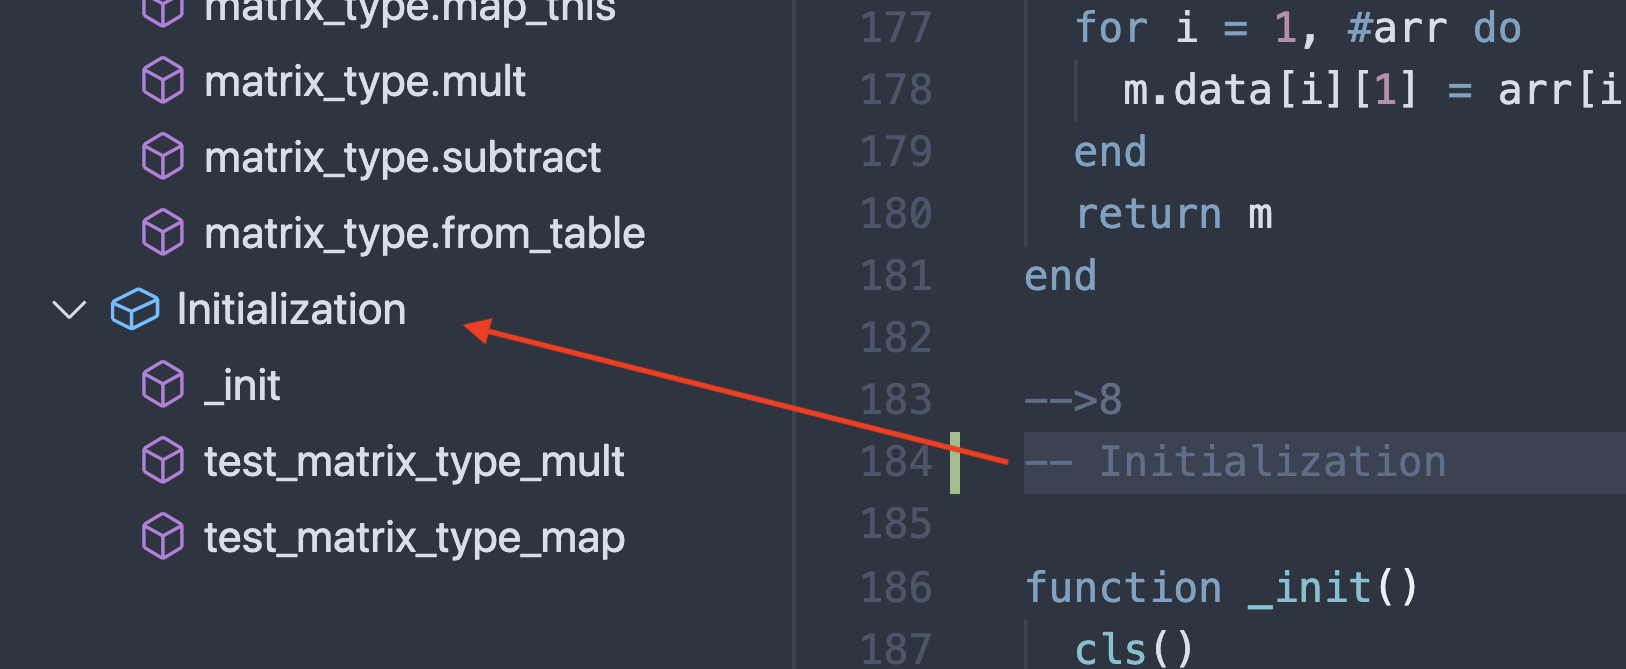 matrix_type.map_this
matrix_type.mult
matrix_type.subtract
matrix_type.from_table
Initialization
_init
test_matrix_type_mult
test_matrix_type_map
177 for i = 1, #arr do
178 m.data[i][1] = arr[i
179 end
180 return m
181 end
182
183 -->8
184 -- Initialization
185
186 function _init()
187 cls()